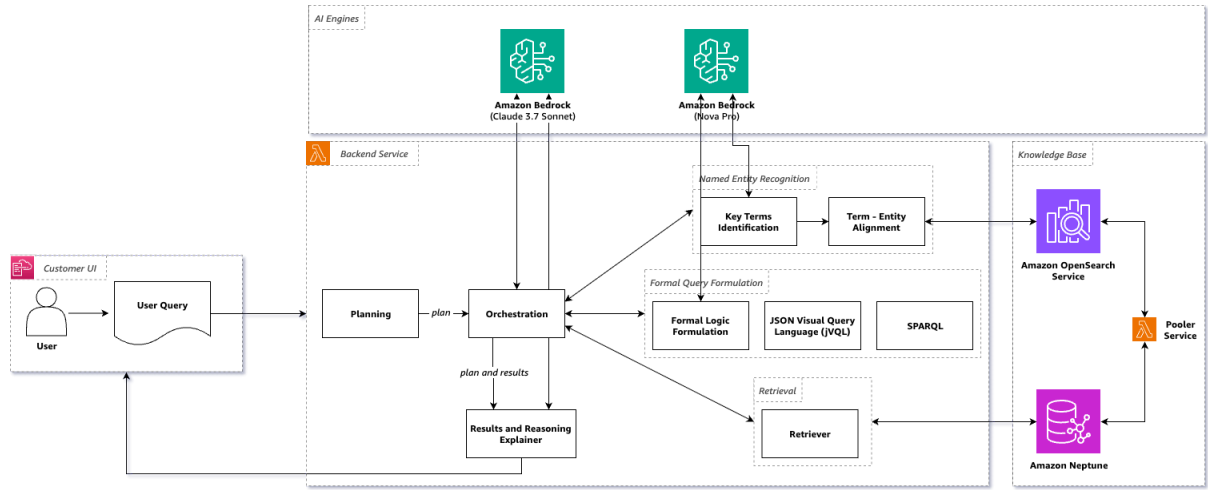 AI Engines
Amazon Bedrock
(Claude 3.7 Sonnet)
Amazon Bedrock
(Nova Pro)
Backend Service
Knowledge Base
Named Entity Recognition
Key Terms
Identification
Term - Entity
Alignment
Amazon OpenSearch
Service
Customer UI
User
User Query
Planning
plan
Orchestration
Formal Query Formulation
Formal Logic
Formulation
JSON Visual Query
Language (jVQL)
SPARQL
Pooler
Service
plan and results
Results and Reasoning
Explainer
Retrieval
Retriever
Amazon Neptune